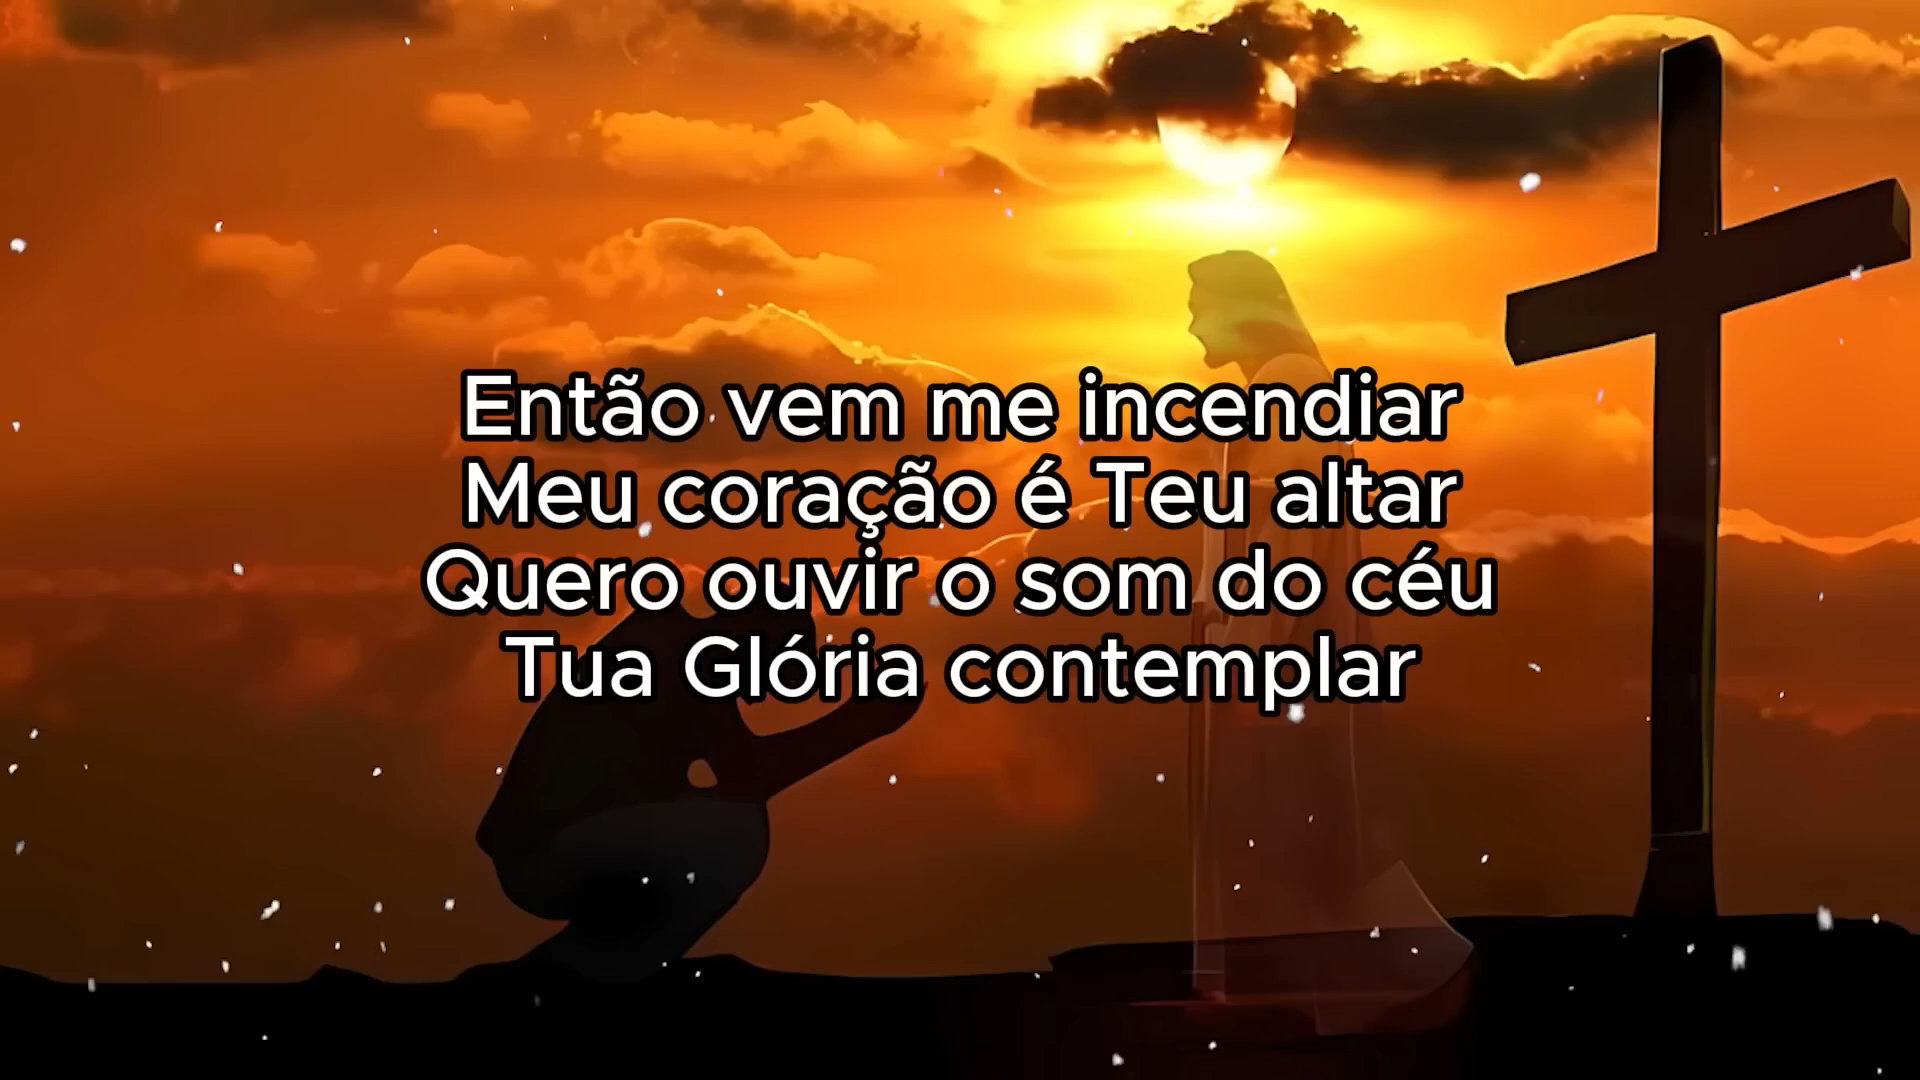 Então vem me incendiar
Meu coração é Teu altar
Quero ouvir o som do céu
Tua Glória contemplar